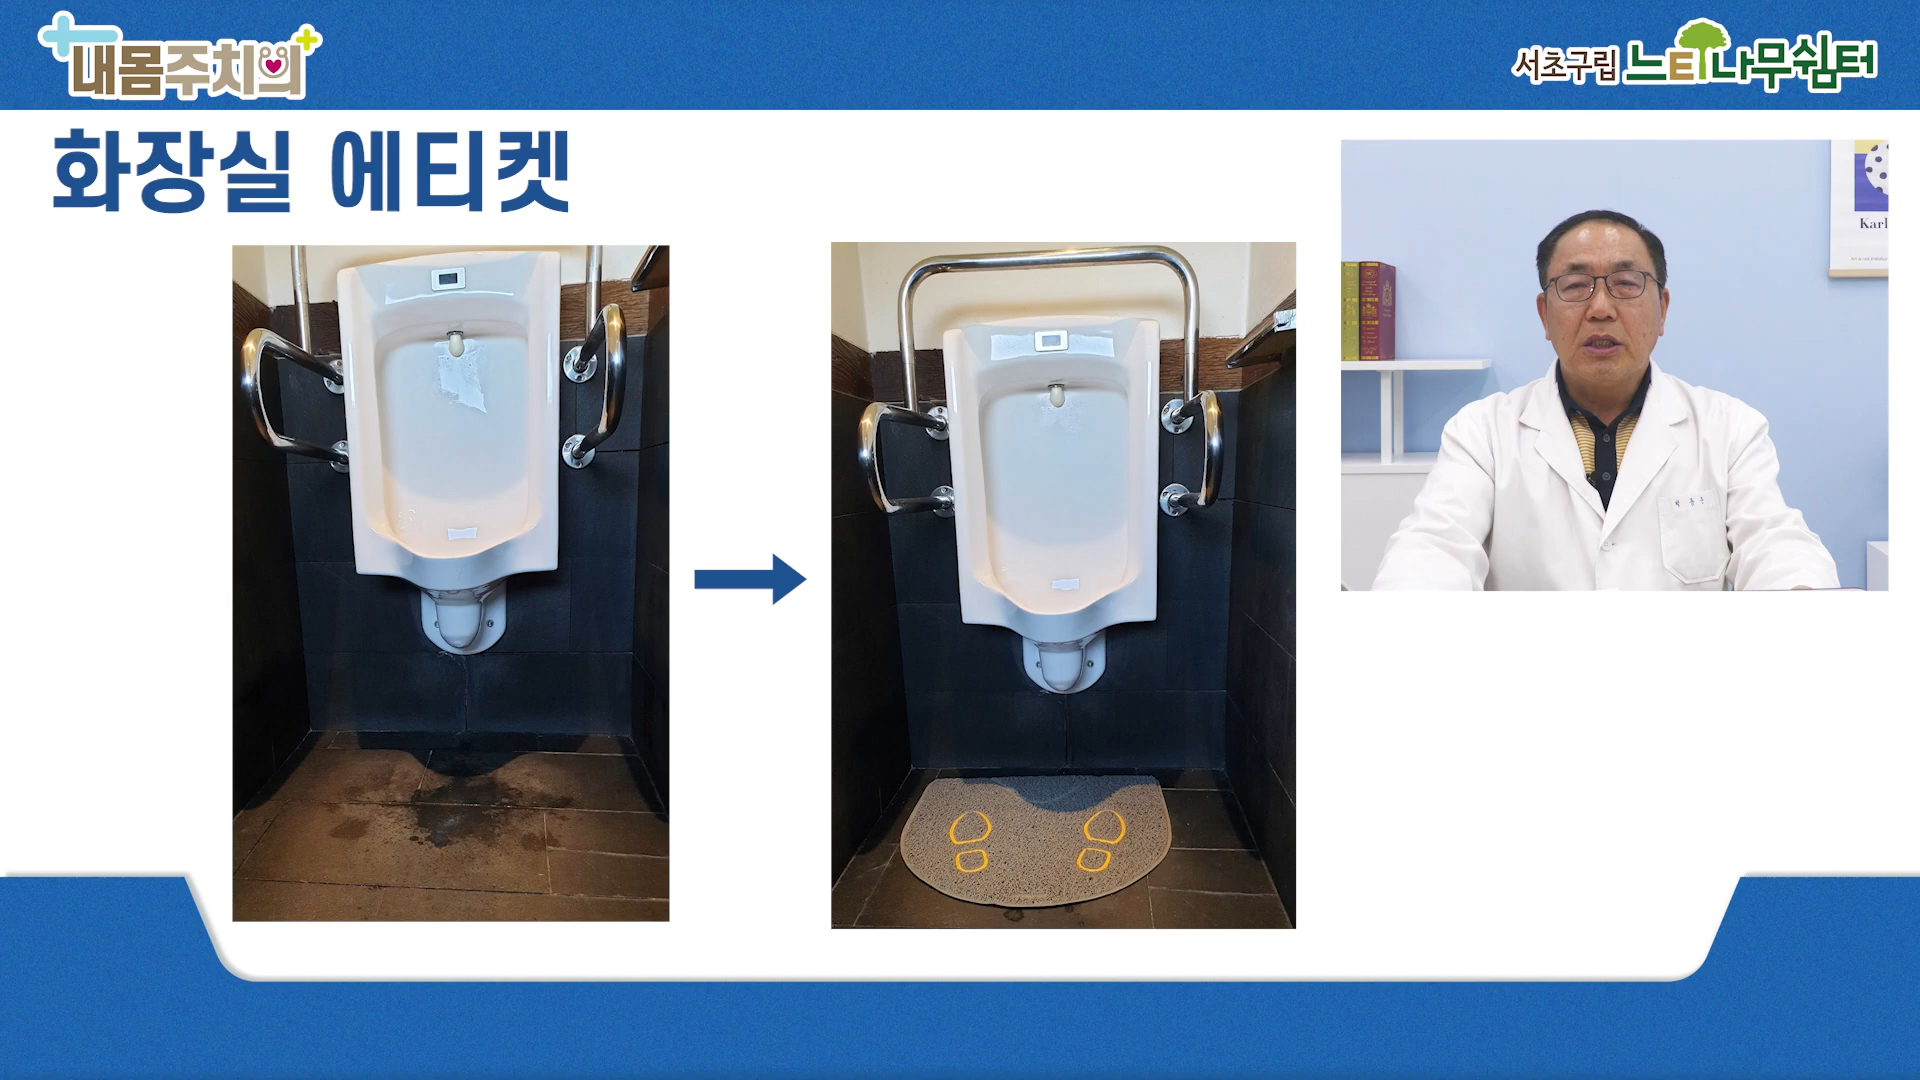 내몸주치의
서초구립 느티나무쉼터
화장실 에티켓
Karl